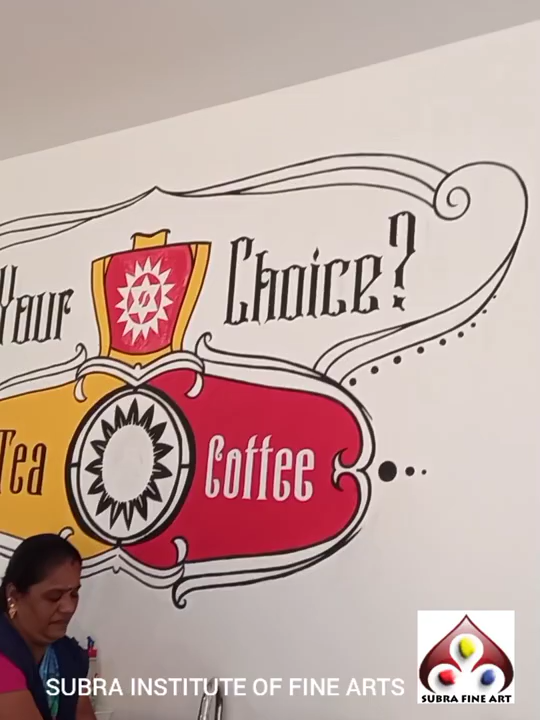 Your Choice?
Tea Coffee
SUBRA INSTITUTE OF FINE ARTS
SUBRA FINE ART